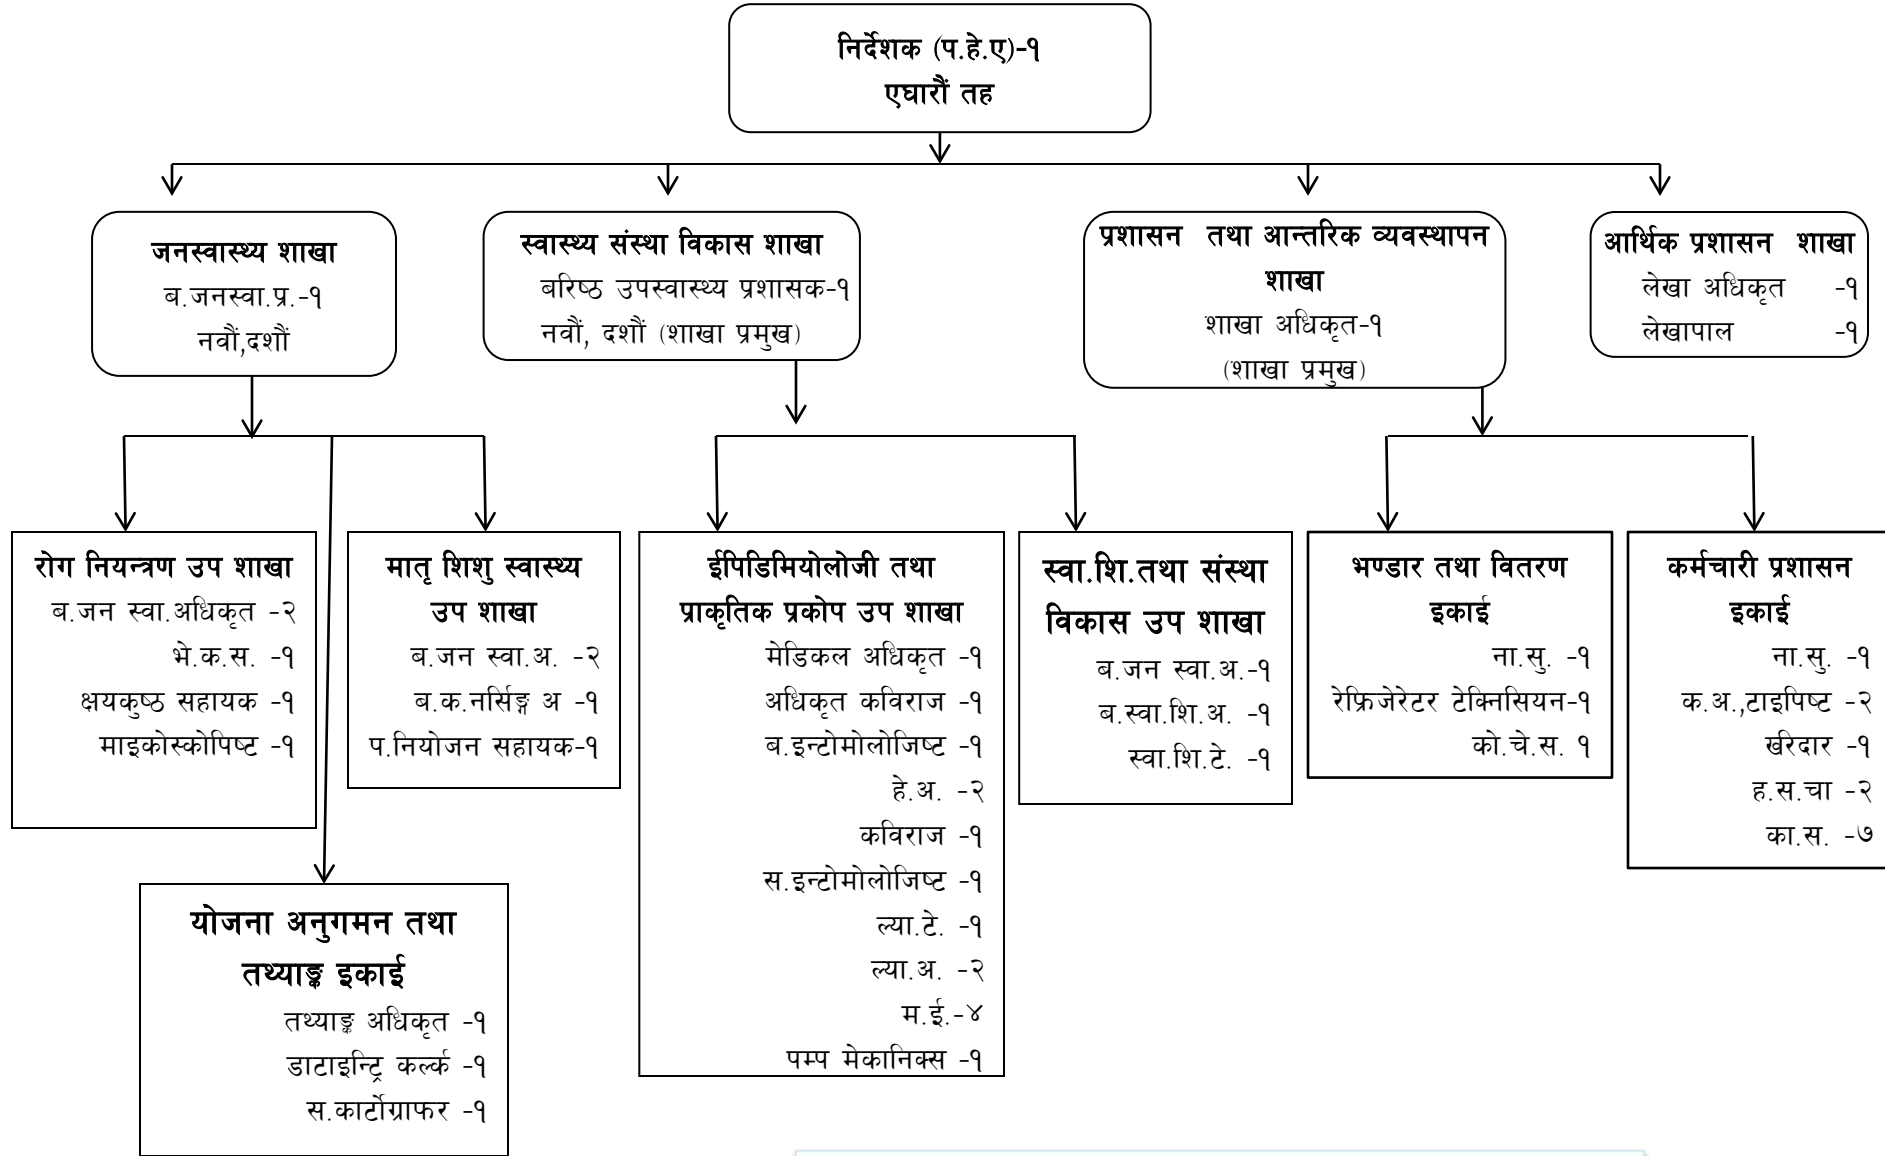 निर्देशक (प.हे.ए)-१
एघारौं तह
जनस्वास्थ्य शाखा
ब.जनस्वा.प्र.-१
नवौं,दशौं
स्वास्थ्य संस्था विकास शाखा
बरिष्ठ उपस्वास्थ्य प्रशासक-१
नवौं, दशौं (शाखा प्रमुख)
प्रशासन तथा आन्तरिक व्यवस्थापन
शाखा
शाखा अधिकृत-१
(शाखा प्रमुख)
आर्थिक प्रशासन शाखा
लेखा अधिकृत -१
लेखापाल -१
रोग नियन्त्रण उप शाखा
ब.जन स्वा.अधिकृत -२
भे.क.स. -१
क्षयकुष्ठ सहायक -१
माइकोस्कोपिष्ट -१
मातृ शिशु स्वास्थ्य
उप शाखा
ब.जन स्वा.अ. -२
ब.क.नर्सिङ्ग अ -१
प.नियोजन सहायक-१
ईपिडिमियोलोजी तथा
प्राकृतिक प्रकोप उप शाखा
मेडिकल अधिकृत -१
अधिकृत कविराज -१
ब.इन्टोमोलोजिष्ट -१
हे.अ. -२
कविराज -१
स.इन्टोमोलोजिष्ट -१
ल्या.टे. -१
ल्या.अ. -२
म.ई.-४
पम्प मेकानिक्स -१
स्वा.शि.तथा संस्था
विकास उप शाखा
ब.जन स्वा.अ.-१
ब.स्वा.शि.अ. -१
स्वा.शि.टे. -१
भण्डार तथा वितरण
इकाई
ना.सु. -१
रेफ्रिजेरेटर टेक्निसियन-१
को.चे.स. १
कर्मचारी प्रशासन
इकाई
ना.सु. -१
क.अ.,टाइपिष्ट -२
खरिदार -१
ह.स.चा -२
का.स. -७
योजना अनुगमन तथा
तथ्याङ्क इकाई
तथ्याङ्क अधिकृत -१
डाटाइन्ट्रि कर्ल्क -१
स.कार्टोग्राफर -१